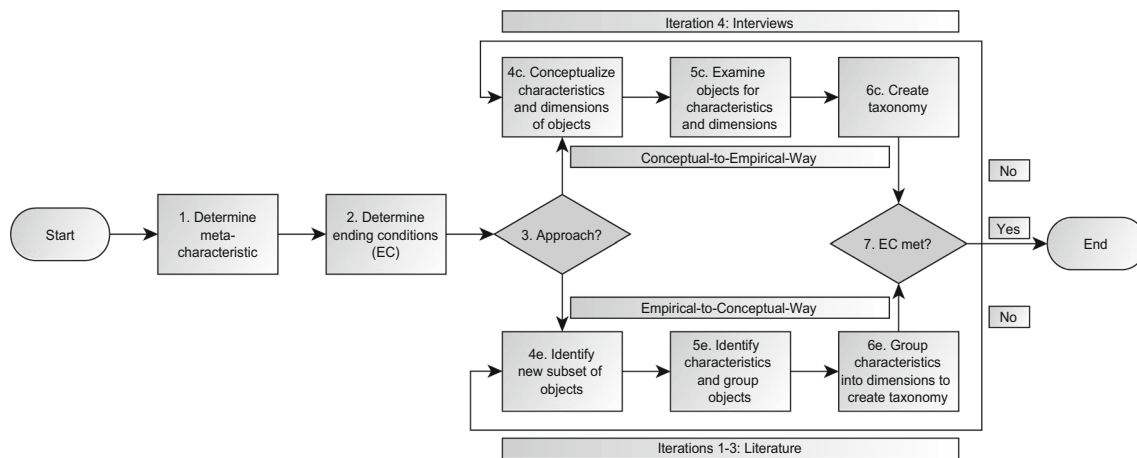 Iteration 4: Interviews
4c. Conceptualize
characteristics
and dimensions
of objects
5c. Examine
objects for
characteristics
and dimensions
6c. Create
taxonomy
Conceptual-to-Empirical-Way
No
Start
1. Determine
meta-
characteristic
2. Determine
ending conditions
(EC)
3. Approach?
7. EC met?
Yes
End
Empirical-to-Conceptual-Way
No
4e. Identify
new subset of
objects
5e. Identify
characteristics
and group
objects
6e. Group
characteristics
into dimensions to
create taxonomy
Iterations 1-3: Literature